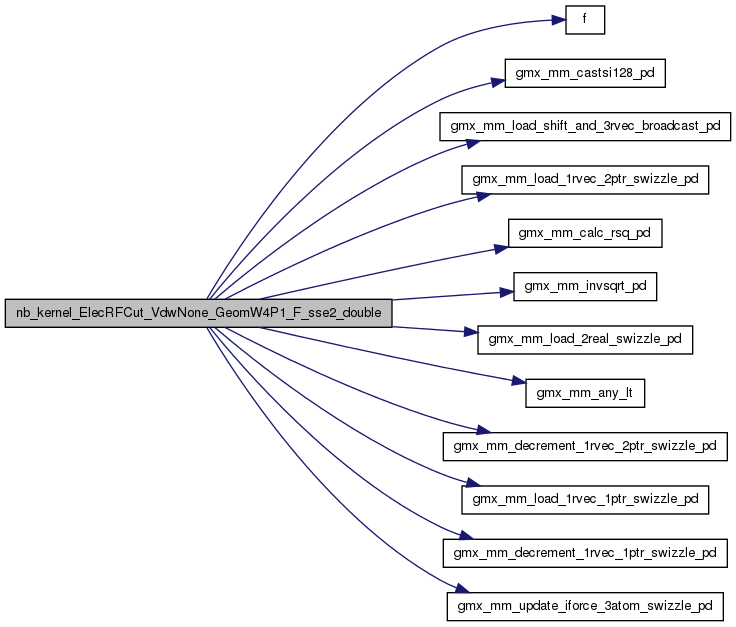 f
gmx_mm_castsi128_pd
gmx_mm_load_shift_and_3rvec_broadcast_pd
gmx_mm_load_1rvec_2ptr_swizzle_pd
gmx_mm_calc_rsq_pd
gmx_mm_invsqrt_pd
nb_kernel_ElecRFCut_VdwNone_GeomW4P1_F_sse2_double
gmx_mm_load_2real_swizzle_pd
gmx_mm_any_lt
gmx_mm_decrement_1rvec_2ptr_swizzle_pd
gmx_mm_load_1rvec_1ptr_swizzle_pd
gmx_mm_decrement_1rvec_1ptr_swizzle_pd
gmx_mm_update_iforce_3atom_swizzle_pd